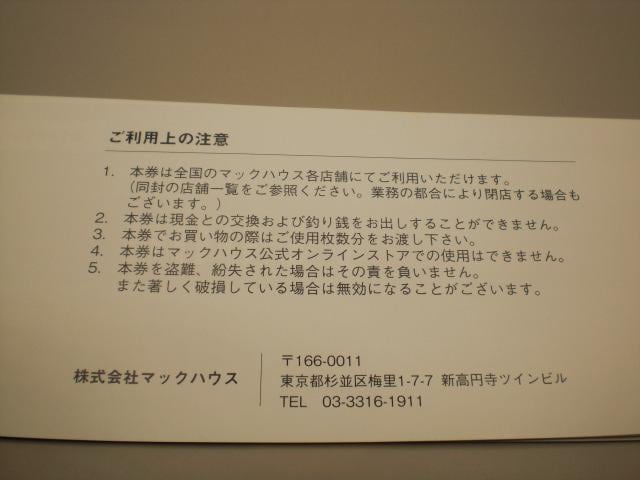 ご利用上の注意
1. 本券は全国のマックハウス各店舗にてご利用いただけます。
(同封の店舗一覧をご参照ください。業務の都合により閉店する場合も
ございます。)
2. 本券は現金との交換および釣り銭をお出しすることができません。
3. 本券でお買い物の際はご使用枚数分をお渡し下さい。
4. 本券はマックハウス公式オンラインストアでの使用はできません。
5. 本券を盗難、紛失された場合はその責を負いません。
また著しく破損している場合は無効になることがございます。
株式会社マックハウス
〒166-0011
東京都杉並区梅里1-7-7 新高円寺ツインビル
TEL 03-3316-1911